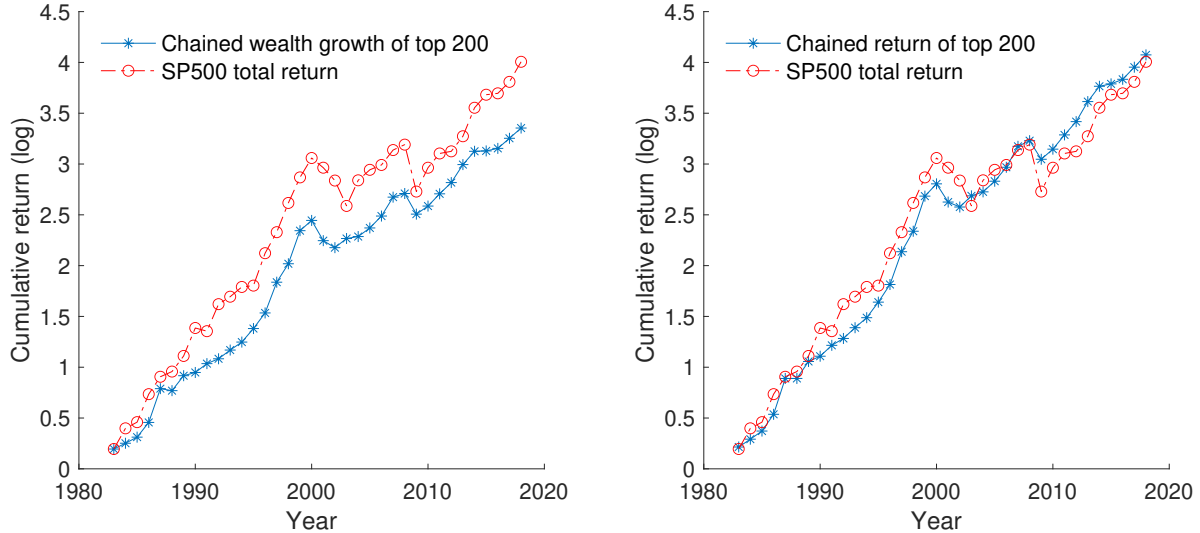 Chained wealth growth of top 200
SP500 total return
Cumulative return (log)
4.5
4
3.5
3
2.5
2
1.5
1
0.5
0
1980 1990 2000 2010 2020
Year
Chained return of top 200
SP500 total return
Cumulative return (log)
4.5
4
3.5
3
2.5
2
1.5
1
0.5
0
1980 1990 2000 2010 2020
Year